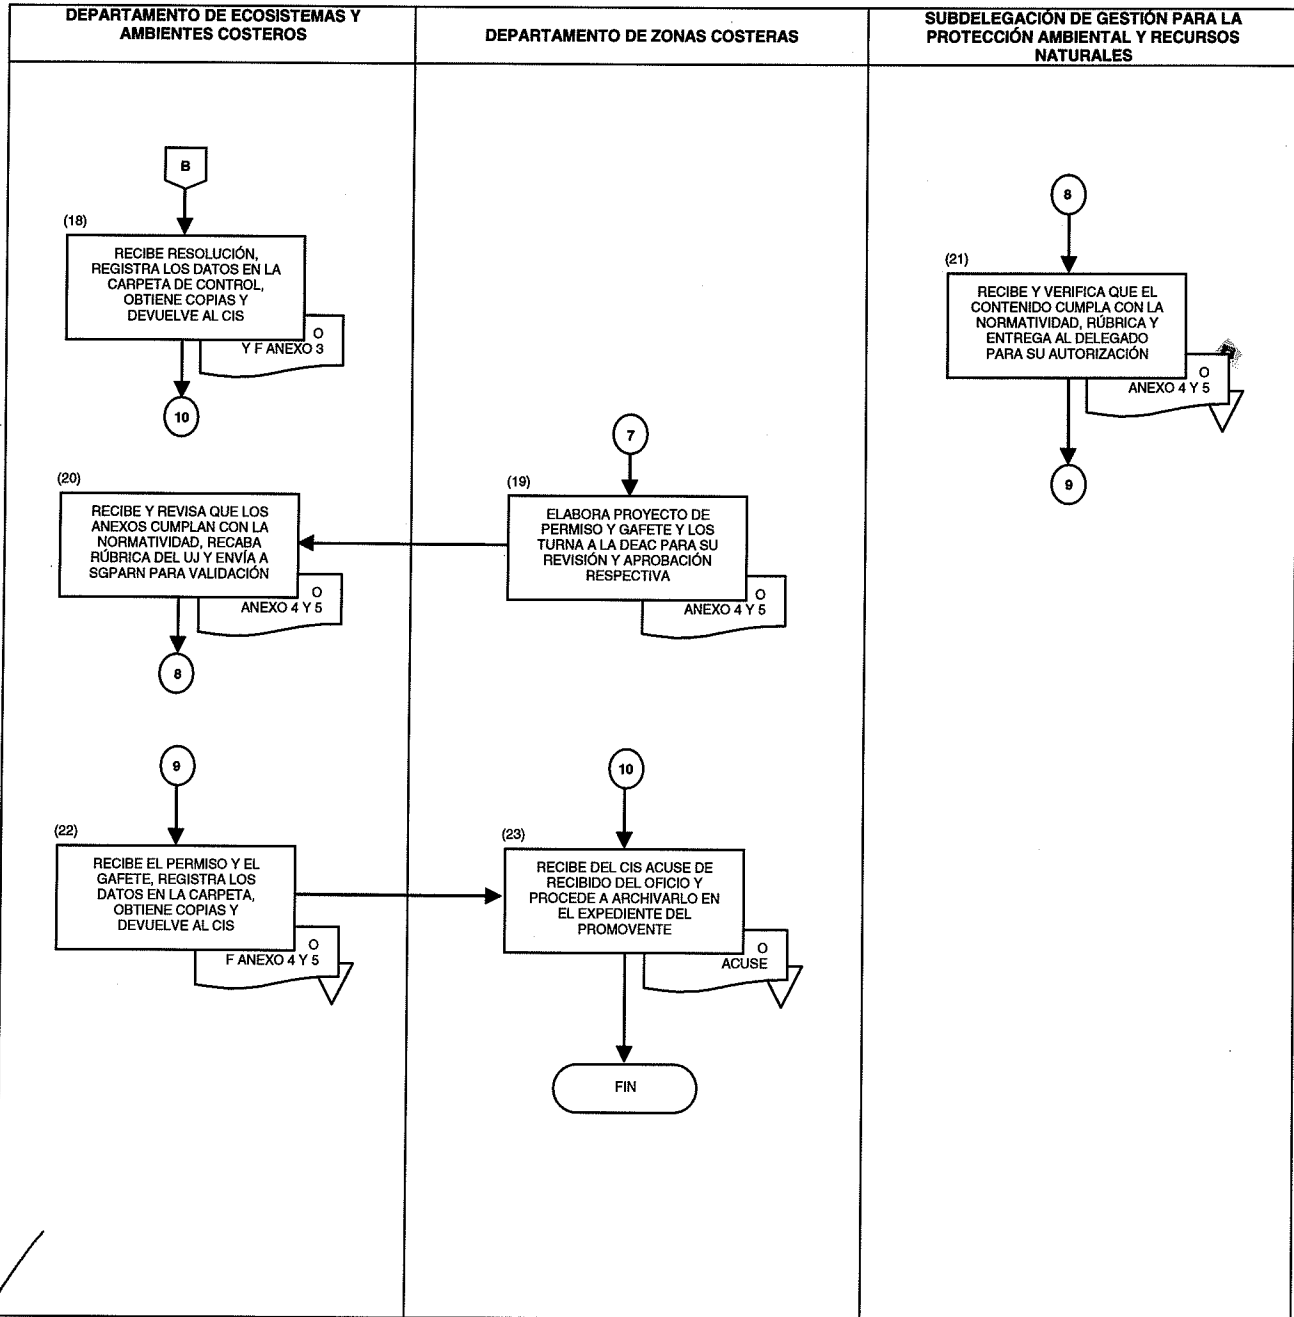 DEPARTAMENTO DE ECOSISTEMAS Y
AMBIENTES COSTEROS
DEPARTAMENTO DE ZONAS COSTERAS
SUBDELEGACIÓN DE GESTIÓN PARA LA
PROTECCIÓN AMBIENTAL Y RECURSOS
NATURALES
B
(18)
RECIBE RESOLUCIÓN,
REGISTRA LOS DATOS EN LA
CARPETA DE CONTROL,
OBTIENE COPIAS Y
DEVUELVE AL CIS
O
Y F ANEXO 3
10
8
(21)
RECIBE Y VERIFICA QUE EL
CONTENIDO CUMPLA CON LA
NORMATIVIDAD, RÚBRICA Y
ENTREGA AL DELEGADO
PARA SU AUTORIZACIÓN
O
ANEXO 4 Y 5
9
7
(19)
ELABORA PROYECTO DE
PERMISO Y GAFETE Y LOS
TURNA A LA DEAC PARA SU
REVISIÓN Y APROBACIÓN
RESPECTIVA
O
ANEXO 4 Y 5
(20)
RECIBE Y REVISA QUE LOS
ANEXOS CUMPLAN CON LA
NORMATIVIDAD, RECABA
RÚBRICA DEL UJ Y ENVÍA A
SGPARN PARA VALIDACIÓN
O
ANEXO 4 Y 5
8
9
(22)
RECIBE EL PERMISO Y EL
GAFETE, REGISTRA LOS
DATOS EN LA CARPETA,
OBTIENE COPIAS Y
DEVUELVE AL CIS
O
F ANEXO 4 Y 5
10
(23)
RECIBE DEL CIS ACUSE DE
RECIBIDO DEL OFICIO Y
PROCEDE A ARCHIVARLO EN
EL EXPEDIENTE DEL
PROMOVENTE
O
ACUSE
FIN